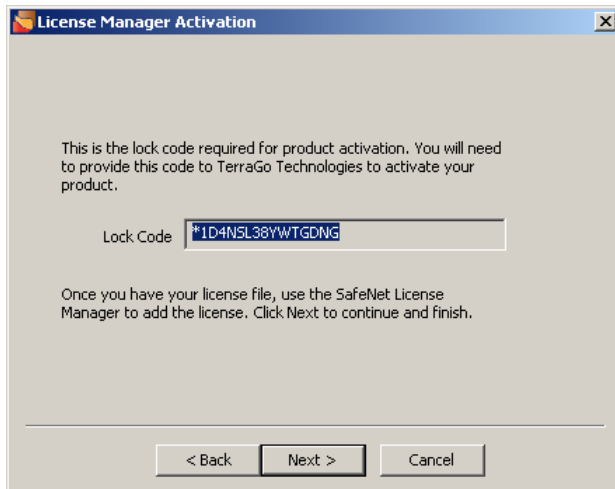 License Manager Activation
This is the lock code required for product activation. You will need
to provide this code to TerraGo Technologies to activate your
product.
Lock Code *1D4NSL38YWTGDNG
Once you have your license file, use the SafeNet License
Manager to add the license. Click Next to continue and finish.
< Back Next > Cancel